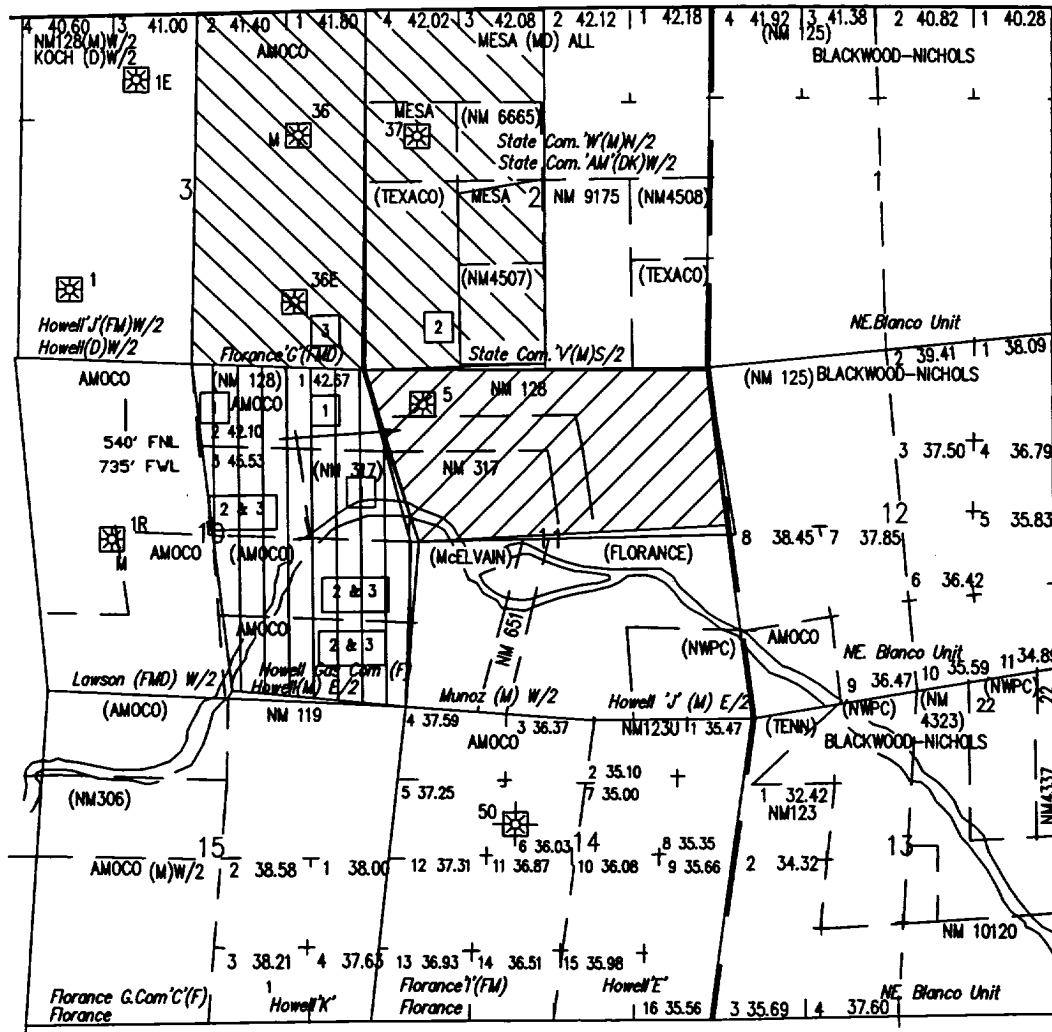 4 40.60 3 41.00 2 41.40 1 41.80 4 42.02 3 42.08 2 42.12 1 42.18 4 41.92 3 41.38 2 40.82 1 40.28
NM128(M)W/2
KOCH (D)W/2
AMOCO
MESA (MD) ALL
(NM 125)
BLACKWOOD-NICHOLS
1E
36
M
MESA
37
(NM 6665)
State Com.'W'(M)N/2
State Com.'AM'(DK)W/2
3
(TEXACO)
MESA
2
NM 9175
(NM4508)
1
(NM4507)
(TEXACO)
1
36E
3
2
Howell'J'(FM)W/2
Howell(D)W/2
Florance'G'(FMD)
State Com.'V'(M)S/2
NE.Blanco Unit
2 39.41 1 38.09
AMOCO
(NM 128)
1 42.67
AMOCO
NM 128
(NM 125)
BLACKWOOD-NICHOLS
5
1
1
540' FNL
735' FWL
2 42.10
3 45.53
(NM 317)
NM 317
3 37.50 4 36.79
2 & 3
12
5 35.83
1R
M
AMOCO
1
(AMOCO)
(McELVAIN)
11
(FLORANCE)
8 38.45 7 37.85
6 36.42
2 & 3
AMOCO
2 & 3
NM 651
(NWPC)
AMOCO
NE. Blanco Unit
Lawson (FMD) W/2
Howell Gas Com (F)
Howell(M) E/2
Munoz (M) W/2
Howell 'J' (M) E/2
9 36.47 10 35.59 11 34.89
(AMOCO)
NM 119
4 37.59
3 36.37
NM1230
1 35.47
(TENN)
(NWPC)
(NM 4323)
22
(NWPC)
22
AMOCO
BLACKWOOD-NICHOLS
2 35.10
5 37.25
7 35.00
1 32.42
NM123
NM4337
(NM306)
50
6 36.03
14
8 35.35
15
13
AMOCO (M)W/2
2 38.58 1 38.00
12 37.31 11 36.87 10 36.08 9 35.66
2 34.32
NM 10120
3 38.21 4 37.63 13 36.93 14 36.51 15 35.98
1
Florance G.Com'C'(F)
Florance
Howell'K'
Florance'I'(FM)
Florance
Howell'E'
16 35.56
3 35.69 4 37.60
NE. Blanco Unit